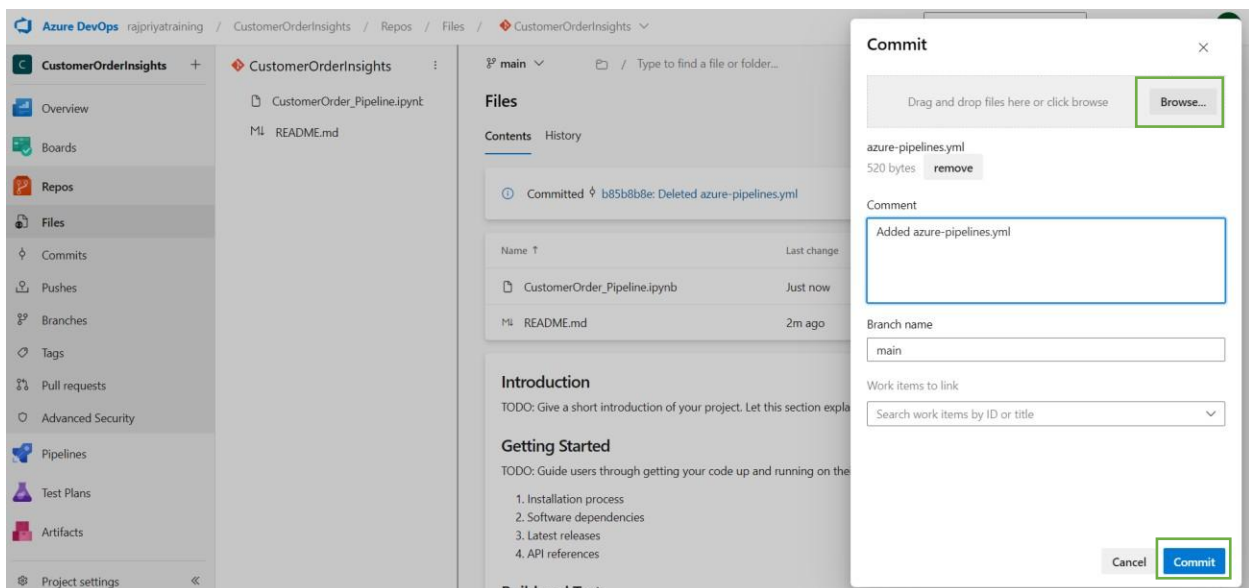 Azure DevOps rajpriyatraining / CustomerOrderInsights / Repos / Files / CustomerOrderInsights
C CustomerOrderInsights +
Overview
Boards
Repos
Files
Commits
Pushes
Branches
Tags
Pull requests
Advanced Security
Pipelines
Test Plans
Artifacts
Project settings «
CustomerOrderInsights
CustomerOrder_Pipeline.ipynb
M↓ README.md
main / Type to find a file or folder...
Files
Contents History
Committed b85b8b8e: Deleted azure-pipelines.yml
Name ↑ Last change
CustomerOrder_Pipeline.ipynb Just now
M↓ README.md 2m ago
Introduction
TODO: Give a short introduction of your project. Let this section expla
Getting Started
TODO: Guide users through getting your code up and running on the
1. Installation process
2. Software dependencies
3. Latest releases
4. API references
Commit
Drag and drop files here or click browse Browse...
azure-pipelines.yml
520 bytes remove
Comment
Added azure-pipelines.yml
Branch name
main
Work items to link
Search work items by ID or title
Cancel Commit